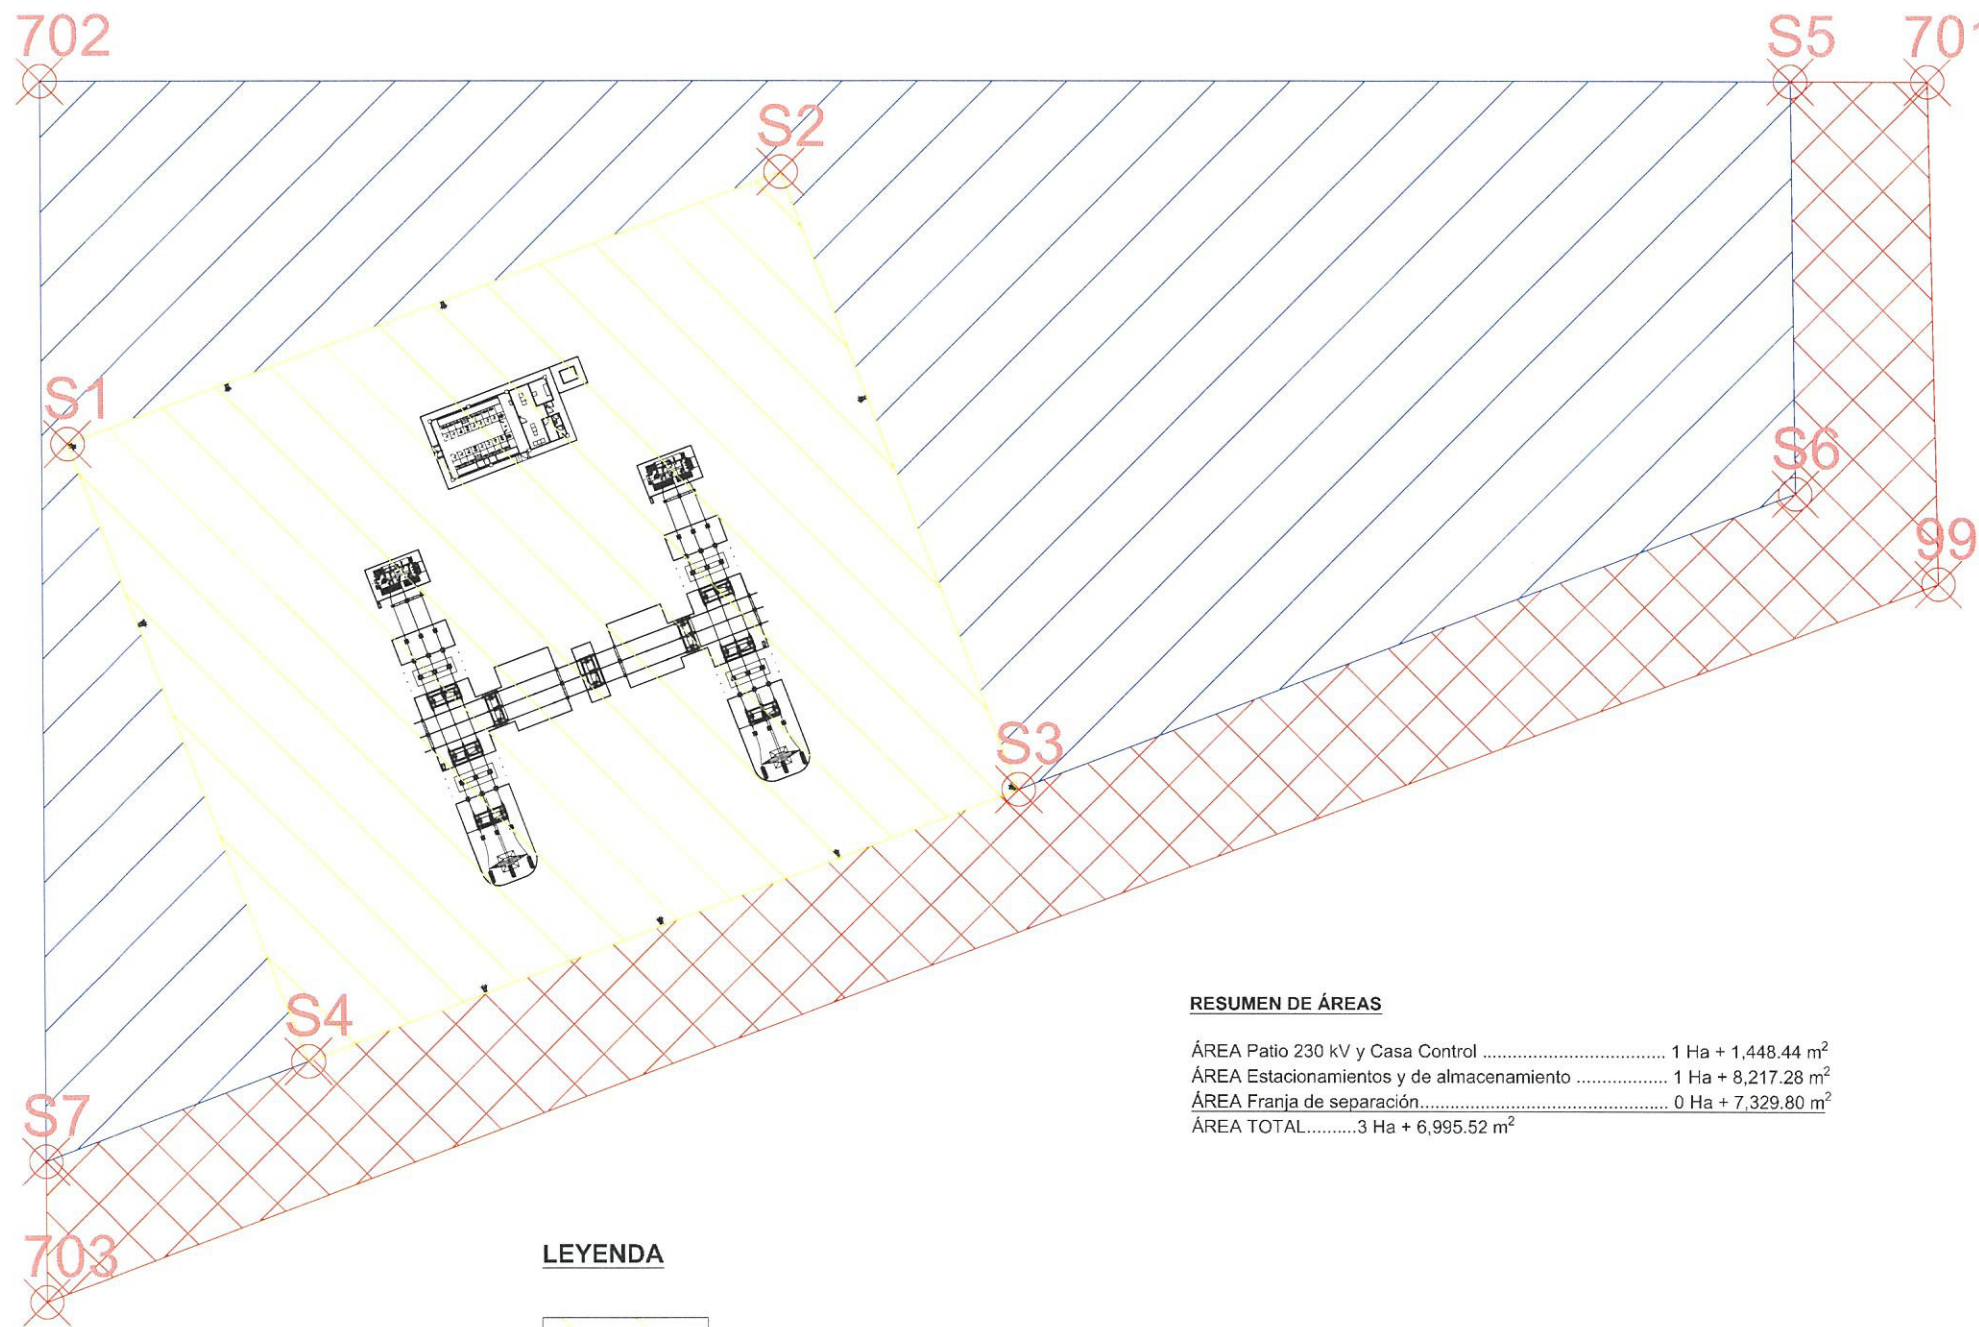 702
S5
701
S2
S1
S6
99
S3
S4
S7
703
RESUMEN DE ÁREAS
ÁREA Patio 230 kV y Casa Control .................................... 1 Ha + 1,448.44 m²
ÁREA Estacionamientos y de almacenamiento .................. 1 Ha + 8,217.28 m²
ÁREA Franja de separación.................................................. 0 Ha + 7,329.80 m²
ÁREA TOTAL..........3 Ha + 6,995.52 m²
LEYENDA